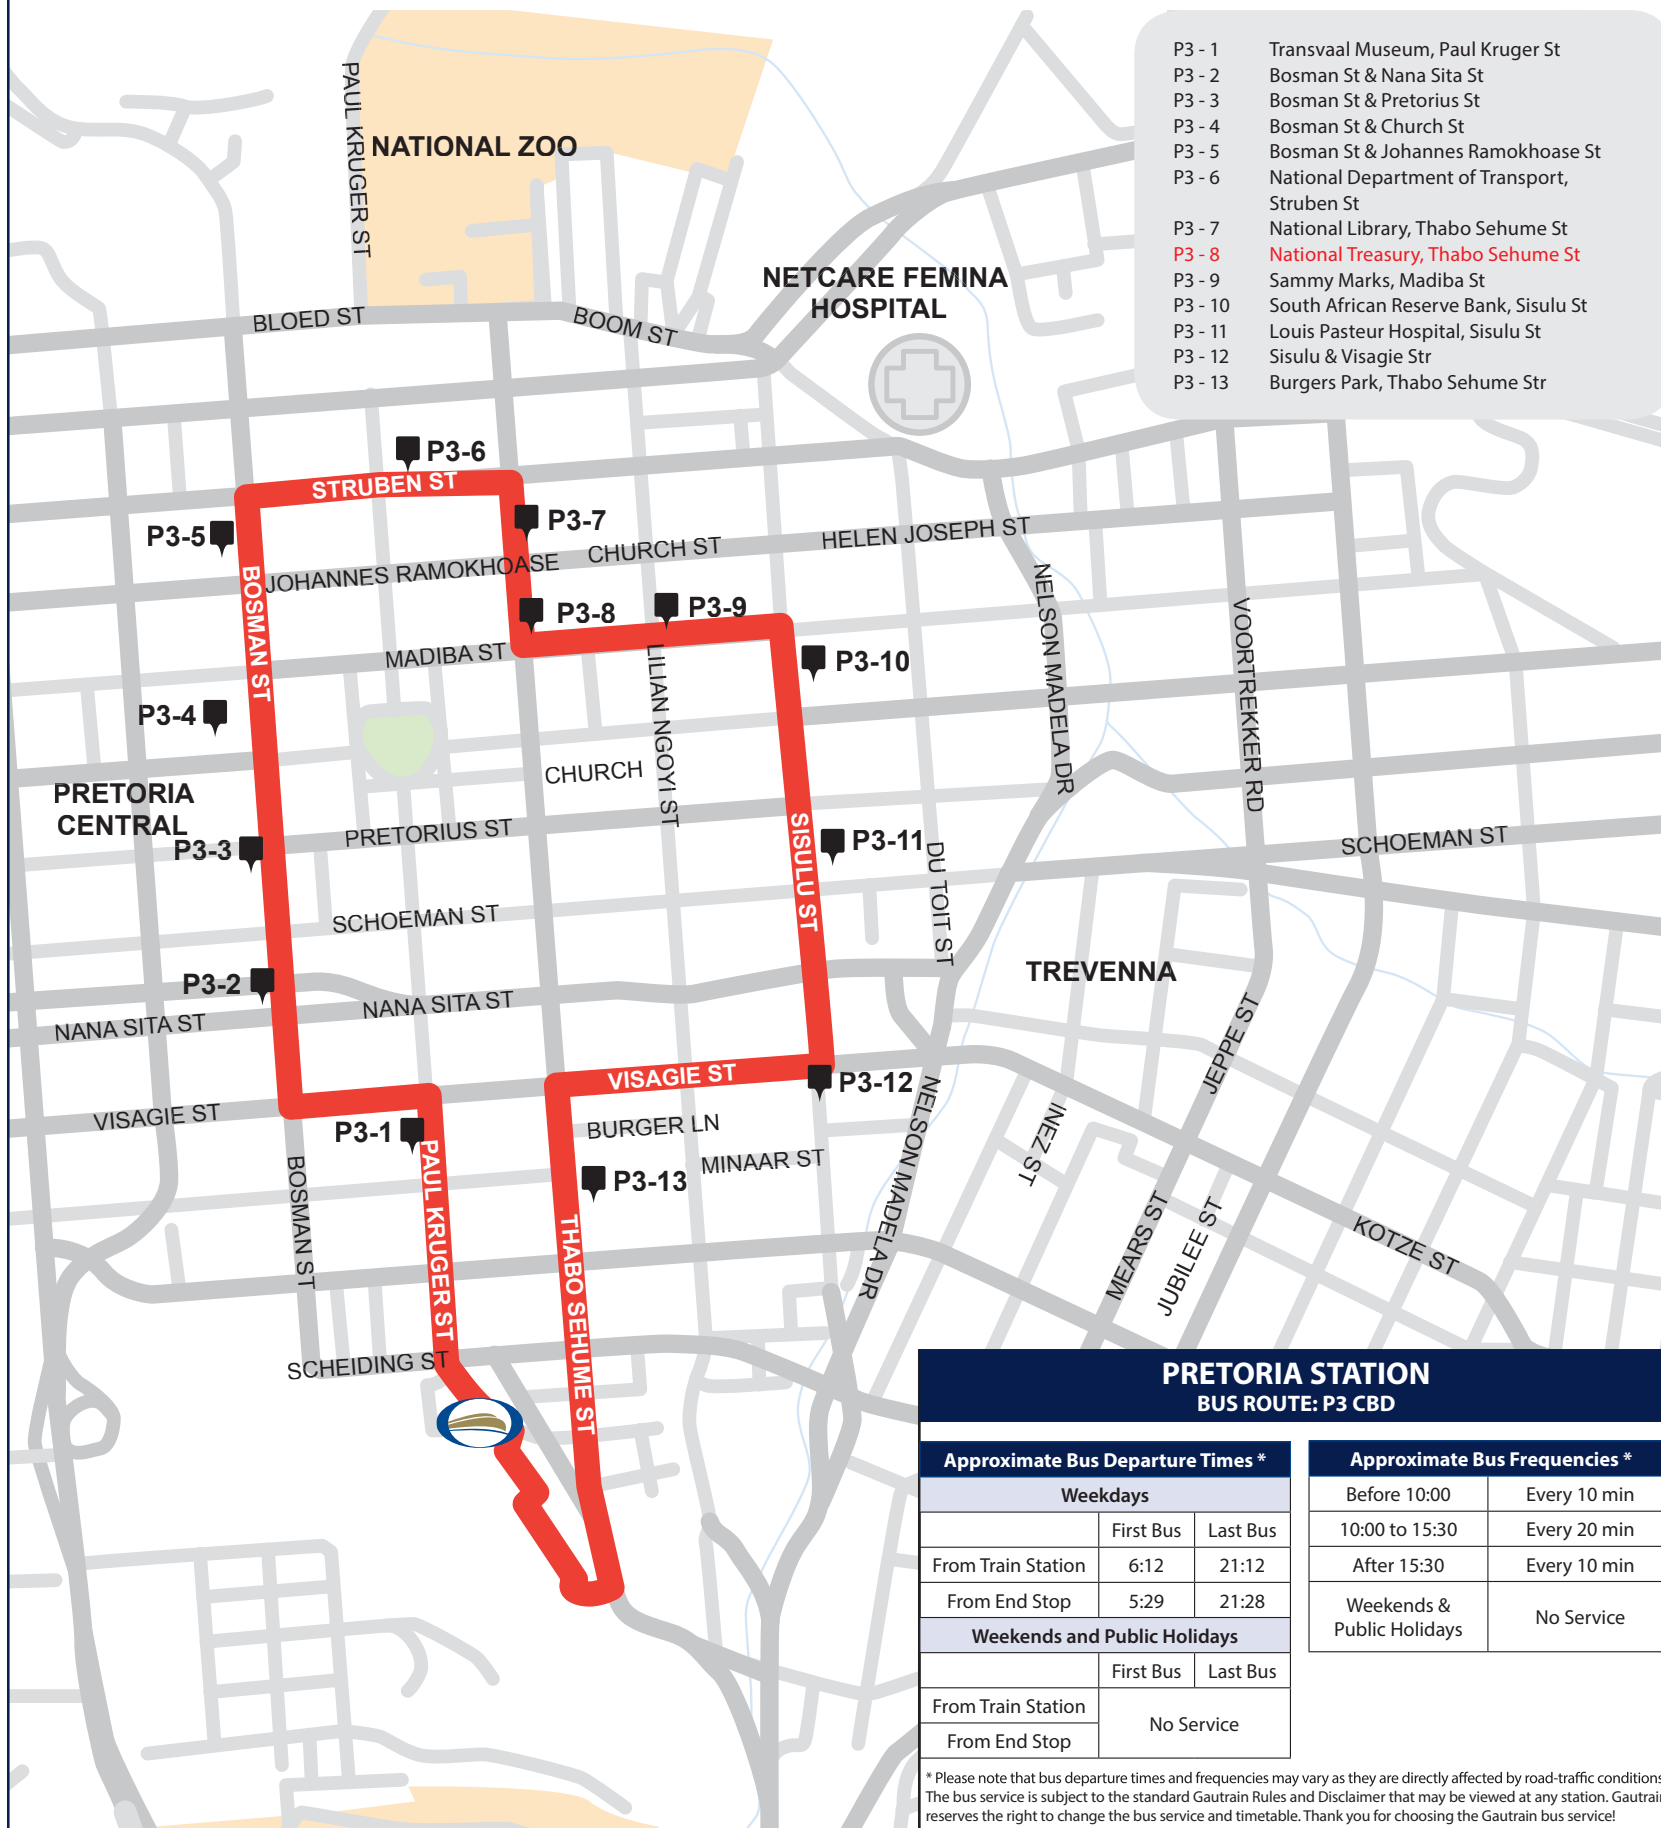 P3 - 1 Transvaal Museum, Paul Kruger St
P3 - 2 Bosman St & Nana Sita St
P3 - 3 Bosman St & Pretorius St
P3 - 4 Bosman St & Church St
P3 - 5 Bosman St & Johannes Ramokhoase St
P3 - 6 National Department of Transport,
Struben St
P3 - 7 National Library, Thabo Sehume St
P3 - 8 National Treasury, Thabo Sehume St
P3 - 9 Sammy Marks, Madiba St
P3 - 10 South African Reserve Bank, Sisulu St
P3 - 11 Louis Pasteur Hospital, Sisulu St
P3 - 12 Sisulu & Visagie Str
P3 - 13 Burgers Park, Thabo Sehume Str
PAUL KRUGER ST
NATIONAL ZOO
NETCARE FEMINA
HOSPITAL
BLOED ST
BOOM ST
P3-6
STRUBEN ST
P3-5
P3-7
JOHANNES RAMOKHOASE
CHURCH ST
HELEN JOSEPH ST
BOSMAN ST
P3-8
P3-9
NELSON MADELA DR
VOORTREKKER RD
MADIBA ST
LILIAN NGOYI ST
P3-10
P3-4
CHURCH
PRETORIA
CENTRAL
PRETORIUS ST
P3-3
SISULU ST
P3-11
DU TOIT ST
SCHOEMAN ST
SCHOEMAN ST
P3-2
TREVENNA
NANA SITA ST
NANA SITA ST
JEPPE ST
VISAGIE ST
P3-12
VISAGIE ST
P3-1
BURGER LN
MINAAR ST
NELSON MADELA DR
INEZ ST
P3-13
BOSMAN ST
PAUL KRUGER ST
THABO SEHUME ST
MEARS ST
JUBILEE ST
KOTZE ST
SCHEIDING ST
PRETORIA STATION
BUS ROUTE: P3 CBD
Approximate Bus Departure Times *
Weekdays
First Bus Last Bus
From Train Station 6:12 21:12
From End Stop 5:29 21:28
Weekends and Public Holidays
First Bus Last Bus
From Train Station
No Service
From End Stop
Approximate Bus Frequencies *
Before 10:00 Every 10 min
10:00 to 15:30 Every 20 min
After 15:30 Every 10 min
Weekends &
Public Holidays
No Service
* Please note that bus departure times and frequencies may vary as they are directly affected by road-traffic conditions
The bus service is subject to the standard Gautrain Rules and Disclaimer that may be viewed at any station. Gautrain
reserves the right to change the bus service and timetable. Thank you for choosing the Gautrain bus service!